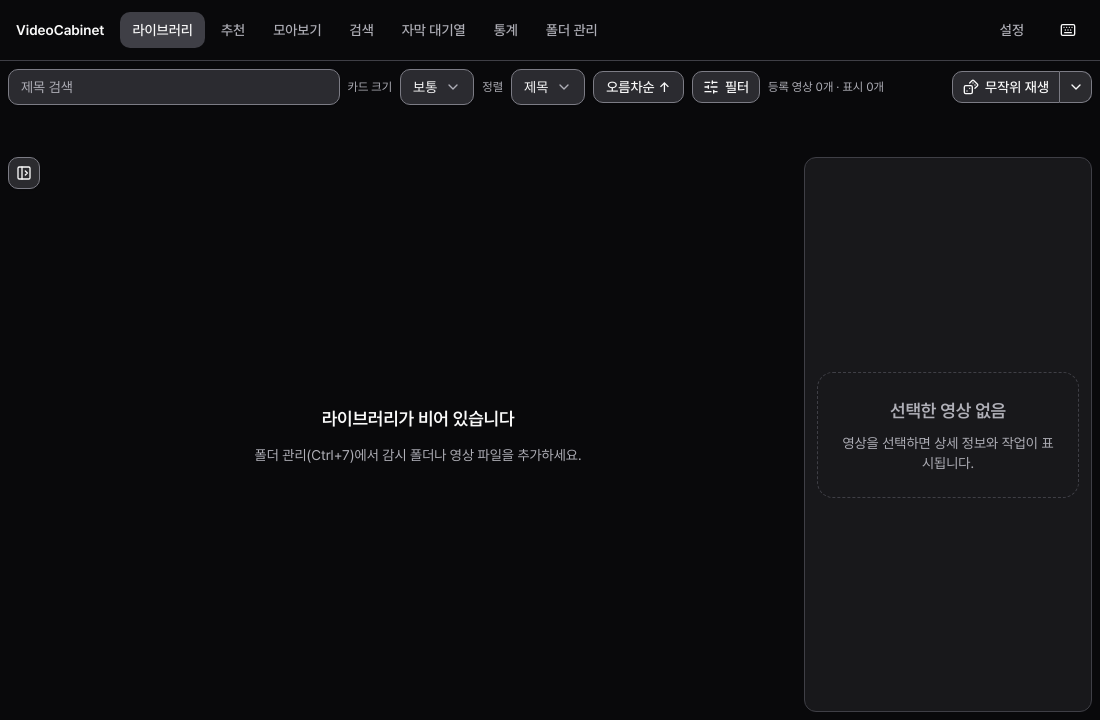 VideoCabinet 라이브러리 추천 모아보기 검색 자막 대기열 통계 폴더 관리 설정
제목 검색 카드 크기 보통 정렬 제목 오름차순 ↑ 필터 등록 영상 0개 · 표시 0개 무작위 재생
라이브러리가 비어 있습니다
폴더 관리(Ctrl+7)에서 감시 폴더나 영상 파일을 추가하세요.
선택한 영상 없음
영상을 선택하면 상세 정보와 작업이 표
시됩니다.